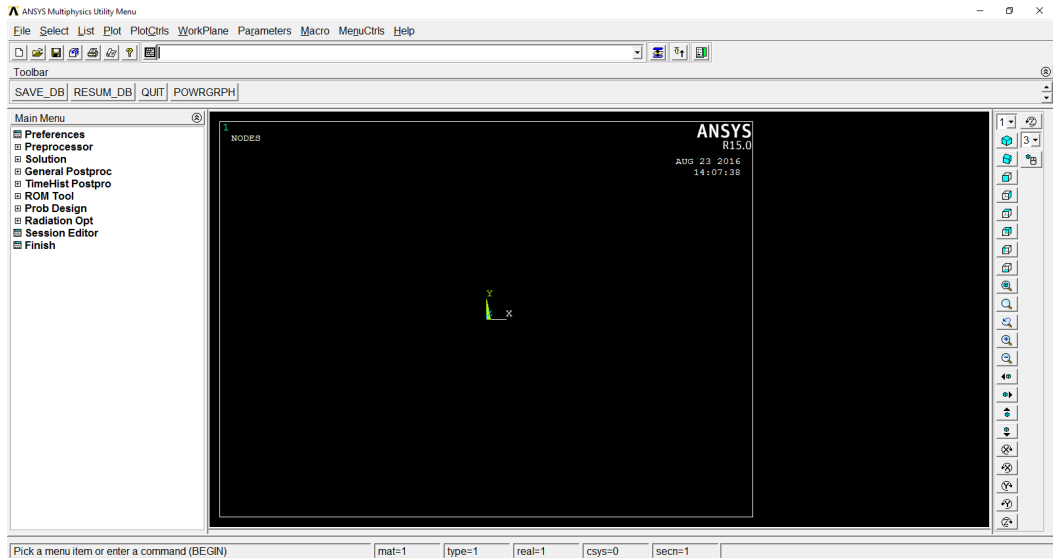 ANSYS Multiphysics Utility Menu
File Select List Plot PlotCtrls WorkPlane Parameters Macro MenuCtrls Help
Toolbar
SAVE_DB RESUM_DB QUIT POWRGRPH
Main Menu
Preferences
Preprocessor
Solution
General Postproc
TimeHist Postpro
ROM Tool
Prob Design
Radiation Opt
Session Editor
Finish
1
NODES
ANSYS
R15.0
AUG 23 2016
14:07:38
Y
X
1
3
Pick a menu item or enter a command (BEGIN) mat=1 type=1 real=1 csys=0 secn=1